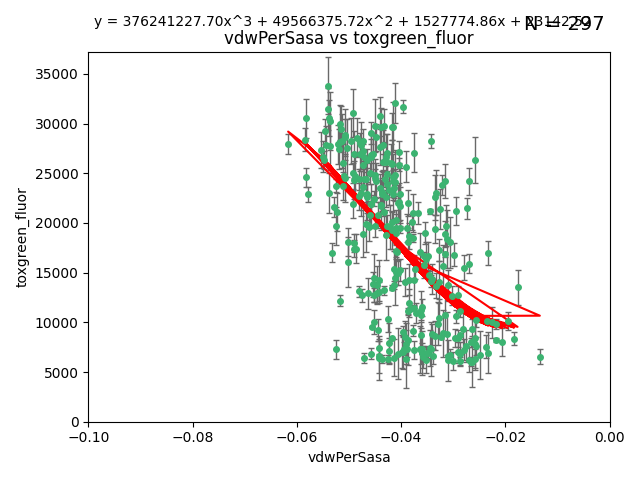 y = 376241227.70x^3 + 49566375.72x^2 + 1527774.86x +
N = 297
vdwPerSasa vs toxgreen_fluor
35000
30000
25000
20000
15000
10000
5000
0
toxgreen_fluor
−0.10
−0.08
−0.06
−0.04
−0.02
0.00
vdwPerSasa